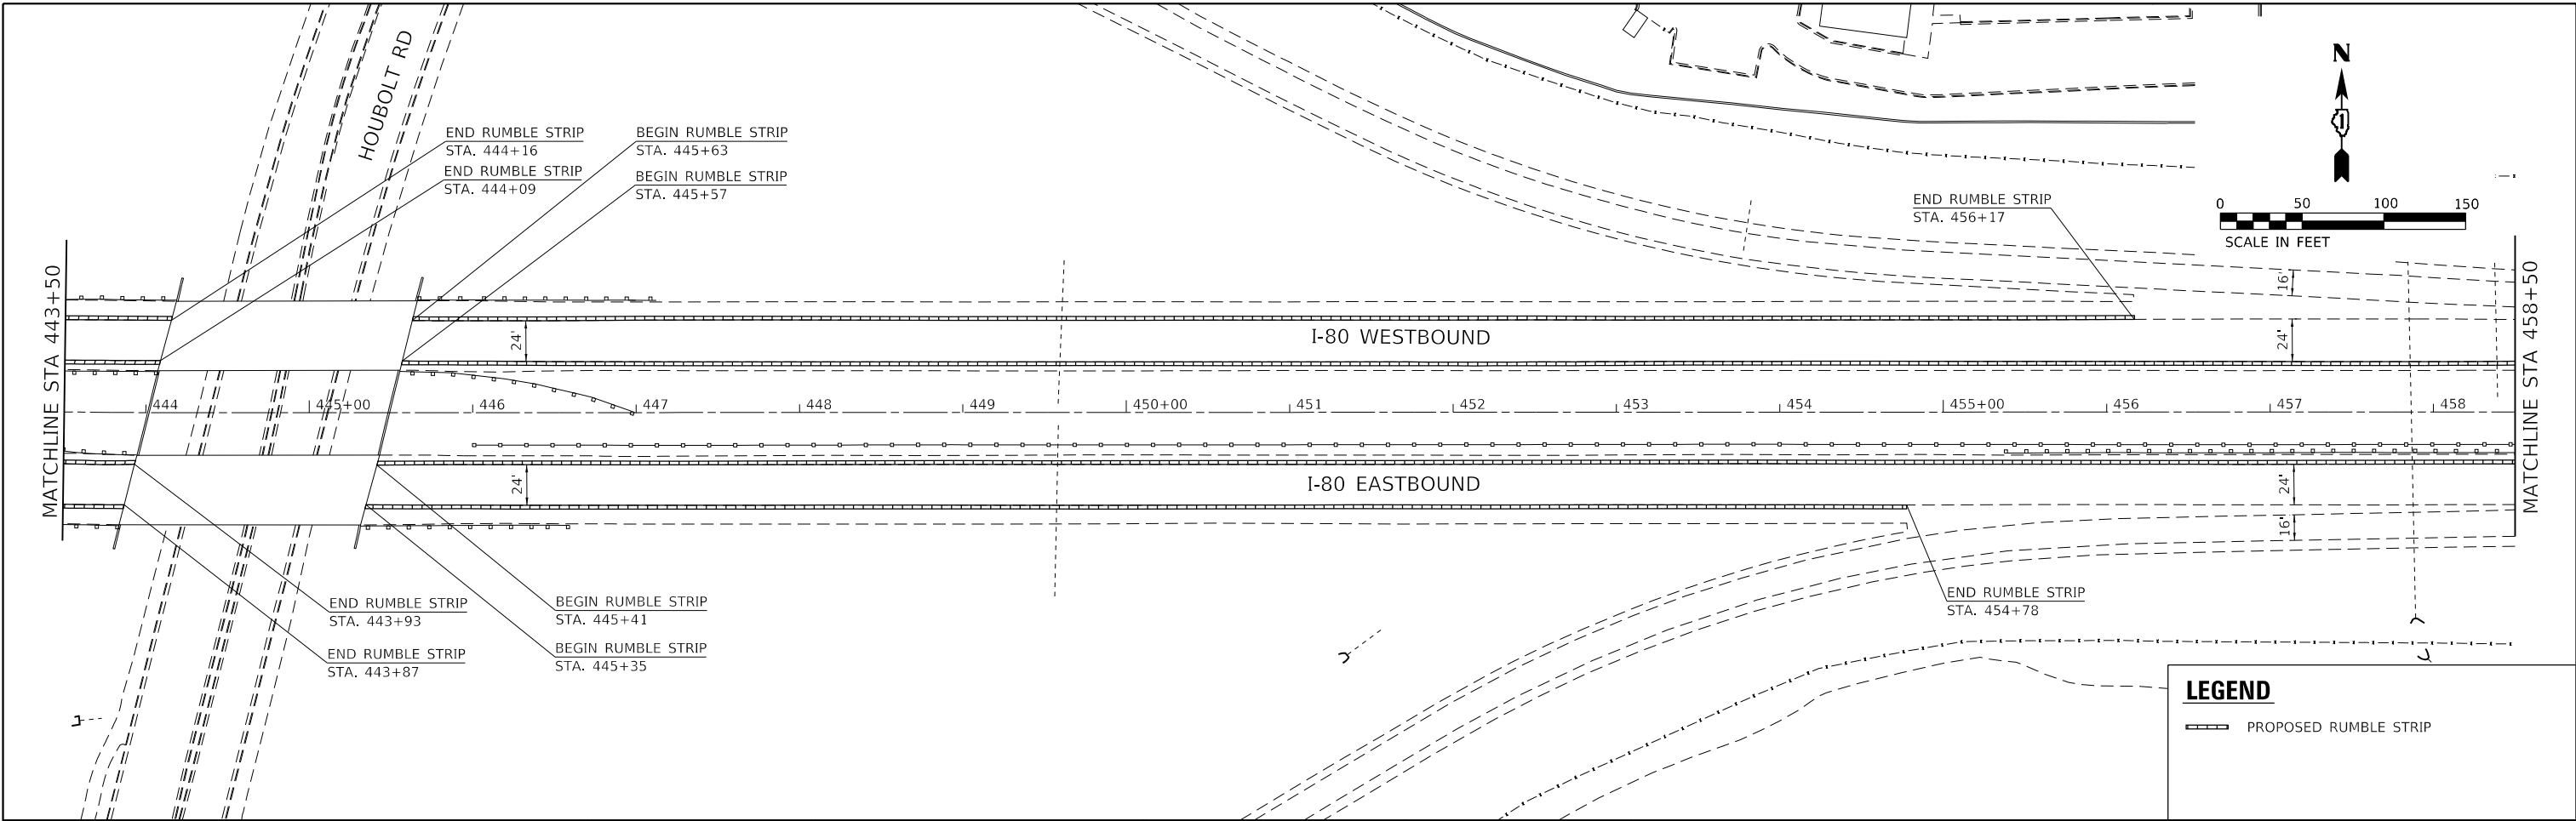 HOUBOLT RD
END RUMBLE STRIP
STA. 444+16
END RUMBLE STRIP
STA. 444+09
BEGIN RUMBLE STRIP
STA. 445+63
BEGIN RUMBLE STRIP
STA. 445+57
END RUMBLE STRIP
STA. 456+17
N
1
0 50 100 150
SCALE IN FEET
MATCHLINE STA 443+50
24'
I-80 WESTBOUND
16'
24'
MATCHLINE STA 458+50
444 445+00 446 447 448 449 450+00 451 452 453 454 455+00 456 457 458
24'
I-80 EASTBOUND
24'
16'
END RUMBLE STRIP
STA. 443+93
END RUMBLE STRIP
STA. 443+87
BEGIN RUMBLE STRIP
STA. 445+41
BEGIN RUMBLE STRIP
STA. 445+35
END RUMBLE STRIP
STA. 454+78
LEGEND
PROPOSED RUMBLE STRIP